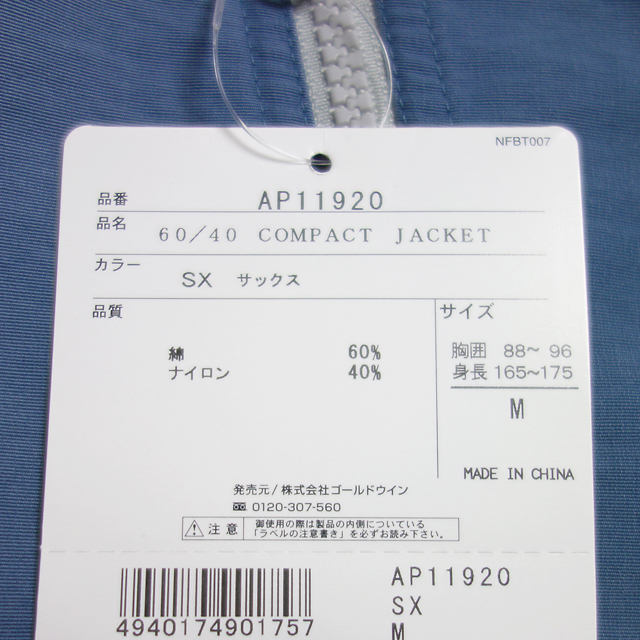 NFBT007
品番 AP11920
品名 60/40 COMPACT JACKET
カラー SX サックス
品質
綿 60%
ナイロン 40%
サイズ
胸囲 88~ 96
身長 165~175
M
MADE IN CHINA
発売元/株式会社ゴールドウイン
0120-307-560
注意 御使用の際は製品の内側についている
「ラベルの注意書き」を必ずお読み下さい。
4940174901757
AP11920
SX
M